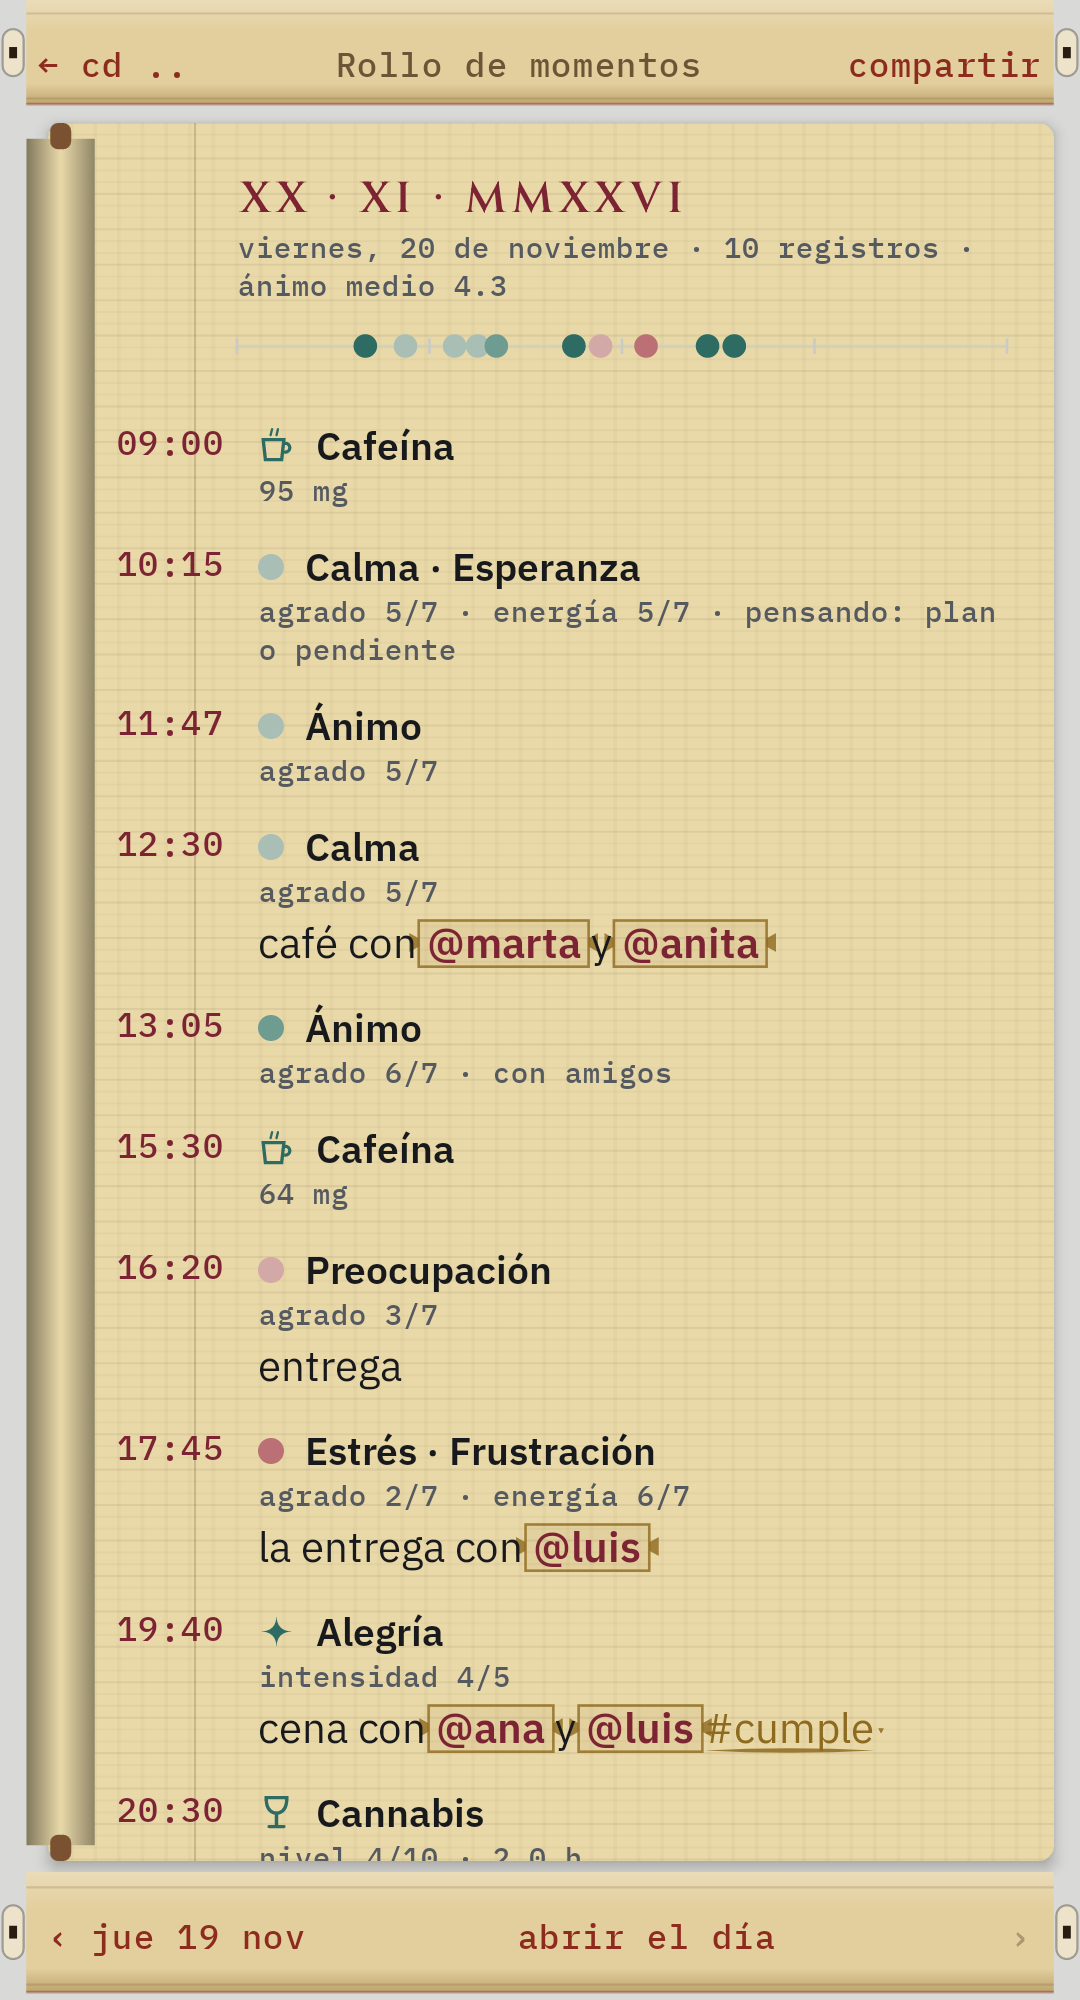 ← cd ..
Rollo de momentos
compartir
XX · XI · MMXXVI
viernes, 20 de noviembre · 10 registros ·
ánimo medio 4.3
09:00 Cafeína
95 mg
10:15 Calma · Esperanza
agrado 5/7 · energía 5/7 · pensando: plan
o pendiente
11:47 Ánimo
agrado 5/7
12:30 Calma
agrado 5/7
café con @marta y @anita
13:05 Ánimo
agrado 6/7 · con amigos
15:30 Cafeína
64 mg
16:20 Preocupación
agrado 3/7
entrega
17:45 Estrés · Frustración
agrado 2/7 · energía 6/7
la entrega con @luis
19:40 Alegría
intensidad 4/5
cena con @ana y @luis #cumple
20:30 Cannabis
nivel 4/10 · 2.0 h
‹ jue 19 nov
abrir el día
›